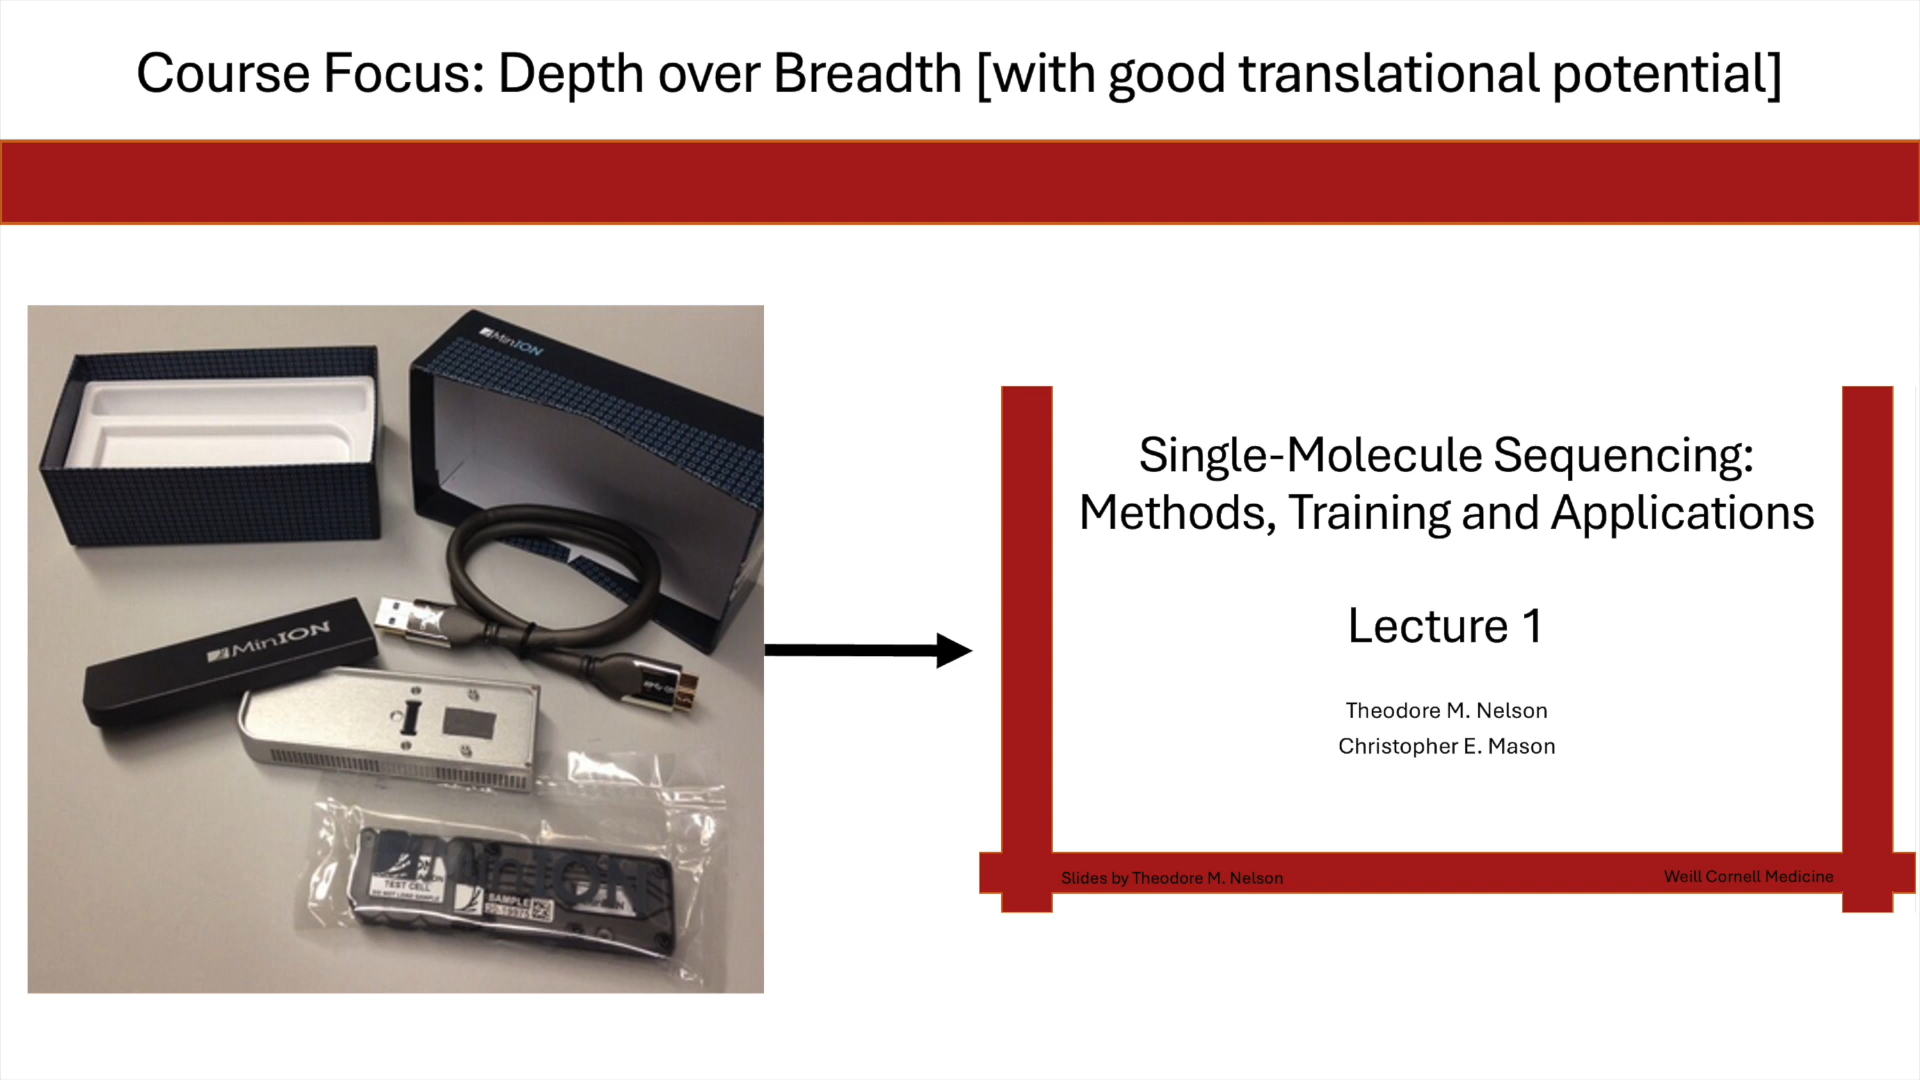 Course Focus: Depth over Breadth [with good translational potential]
MinION
MinION
MinION
TEST CELL
SAMPLE
Single-Molecule Sequencing:
Methods, Training and Applications
Lecture 1
Theodore M. Nelson
Christopher E. Mason
Slides by Theodore M. Nelson
Weill Cornell Medicine